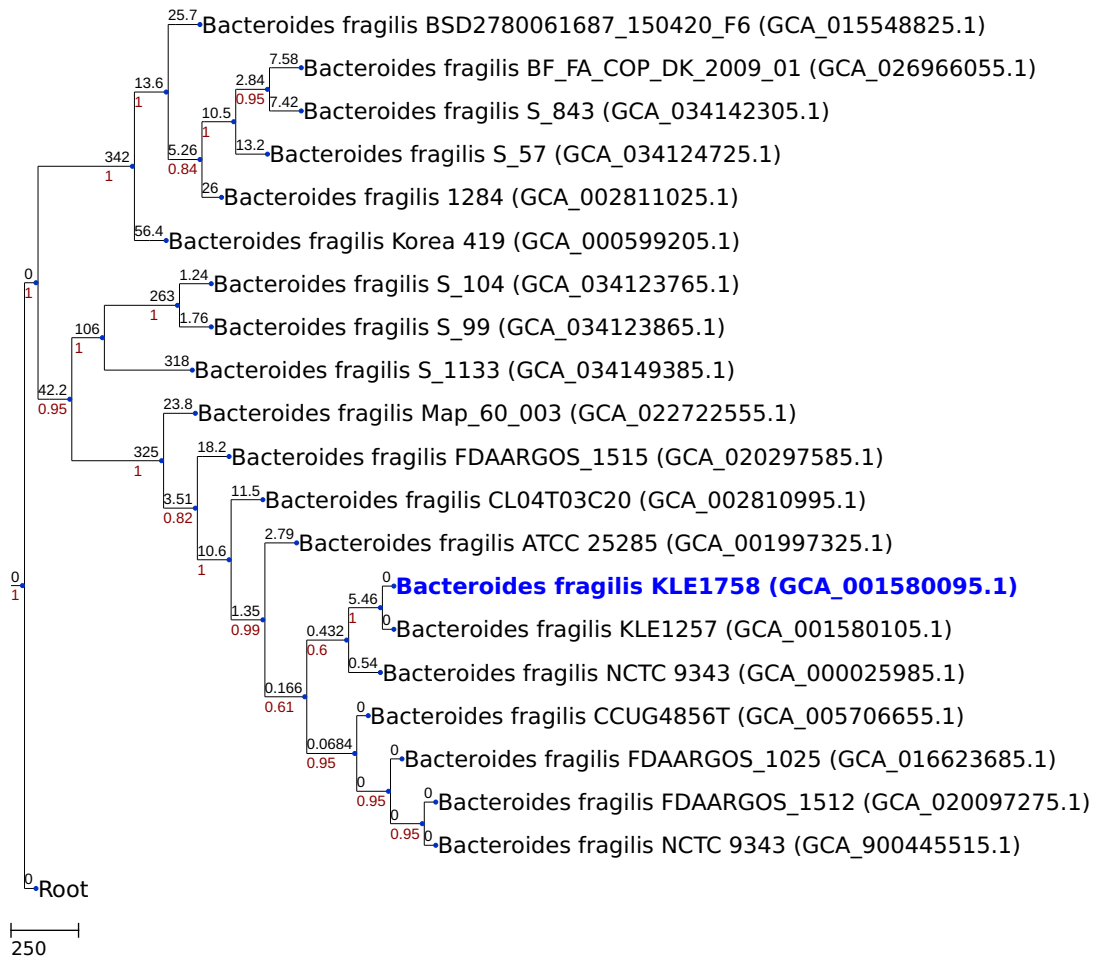 25.7
Bacteroides fragilis BSD2780061687_150420_F6 (GCA_015548825.1)
7.58
Bacteroides fragilis BF_FA_COP_DK_2009_01 (GCA_026966055.1)
13.6
2.84
1
0.95
7.42
Bacteroides fragilis S_843 (GCA_034142305.1)
10.5
1
342
5.26
13.2
Bacteroides fragilis S_57 (GCA_034124725.1)
1
0.84
26
Bacteroides fragilis 1284 (GCA_002811025.1)
56.4
Bacteroides fragilis Korea 419 (GCA_000599205.1)
0
1
1.24
Bacteroides fragilis S_104 (GCA_034123765.1)
263
1
1.76
Bacteroides fragilis S_99 (GCA_034123865.1)
106
1
318
Bacteroides fragilis S_1133 (GCA_034149385.1)
42.2
0.95
23.8
Bacteroides fragilis Map_60_003 (GCA_022722555.1)
325
1
18.2
Bacteroides fragilis FDAARGOS_1515 (GCA_020297585.1)
3.51
0.82
11.5
Bacteroides fragilis CL04T03C20 (GCA_002810995.1)
10.6
1
2.79
Bacteroides fragilis ATCC 25285 (GCA_001997325.1)
0
1
0
Bacteroides fragilis KLE1758 (GCA_001580095.1)
1.35
0.99
5.46
1
0
Bacteroides fragilis KLE1257 (GCA_001580105.1)
0.432
0.6
0.54
Bacteroides fragilis NCTC 9343 (GCA_000025985.1)
0.166
0.61
0
Bacteroides fragilis CCUG4856T (GCA_005706655.1)
0.0684
0.95
0
Bacteroides fragilis FDAARGOS_1025 (GCA_016623685.1)
0
0.95
0
Bacteroides fragilis FDAARGOS_1512 (GCA_020097275.1)
0
0.95
0
Bacteroides fragilis NCTC 9343 (GCA_900445515.1)
0
Root
250